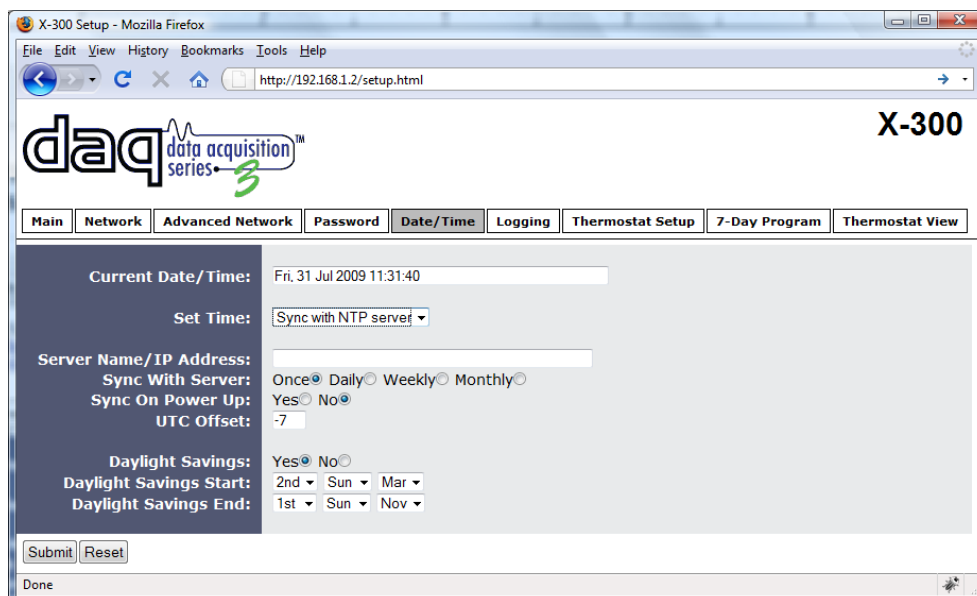 X-300 Setup - Mozilla Firefox
File Edit View History Bookmarks Tools Help
http://192.168.1.2/setup.html
daq data acquisition series 3 ™
X-300
Main Network Advanced Network Password Date/Time Logging Thermostat Setup 7-Day Program Thermostat View
Current Date/Time: Fri, 31 Jul 2009 11:31:40
Set Time: Sync with NTP server
Server Name/IP Address:
Sync With Server: Once Daily Weekly Monthly
Sync On Power Up: Yes No
UTC Offset: -7
Daylight Savings: Yes No
Daylight Savings Start: 2nd Sun Mar
Daylight Savings End: 1st Sun Nov
Submit Reset
Done